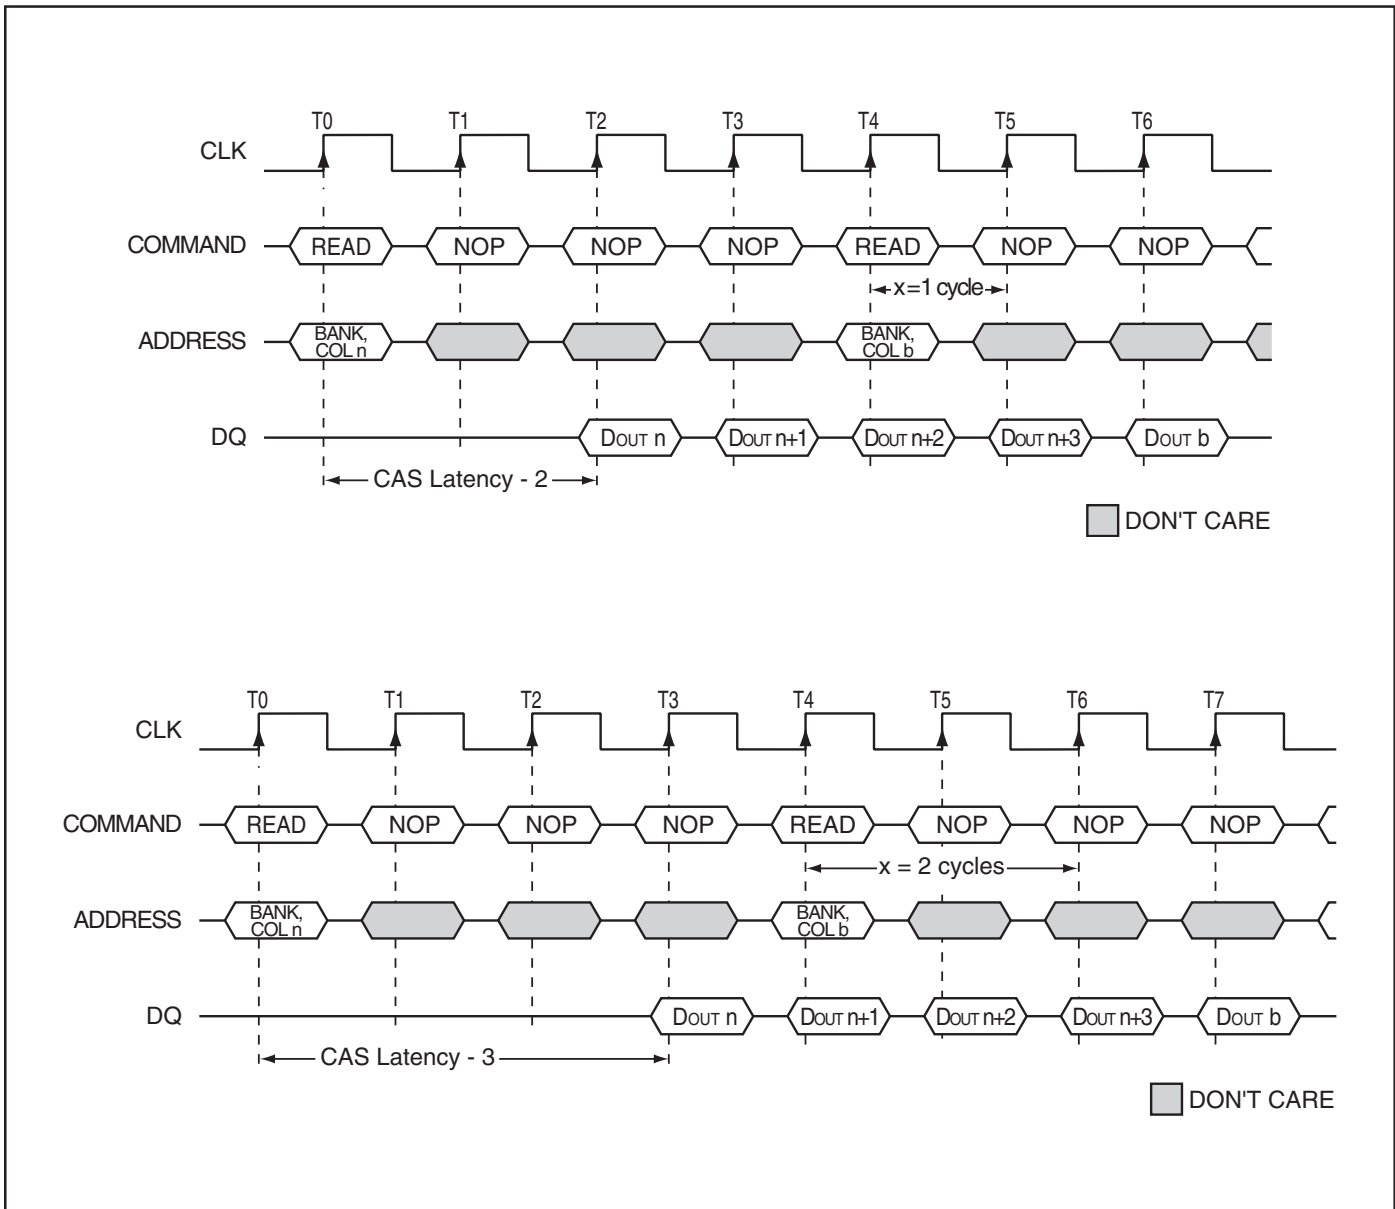 T0 T1 T2 T3 T4 T5 T6
CLK
COMMAND READ NOP NOP NOP READ NOP NOP
x=1 cycle
ADDRESS BANK, COL n BANK, COL b
DQ DOUT n DOUT n+1 DOUT n+2 DOUT n+3 DOUT b
CAS Latency - 2
DON'T CARE
T0 T1 T2 T3 T4 T5 T6 T7
CLK
COMMAND READ NOP NOP NOP READ NOP NOP NOP
x = 2 cycles
ADDRESS BANK, COL n BANK, COL b
DQ DOUT n DOUT n+1 DOUT n+2 DOUT n+3 DOUT b
CAS Latency - 3
DON'T CARE